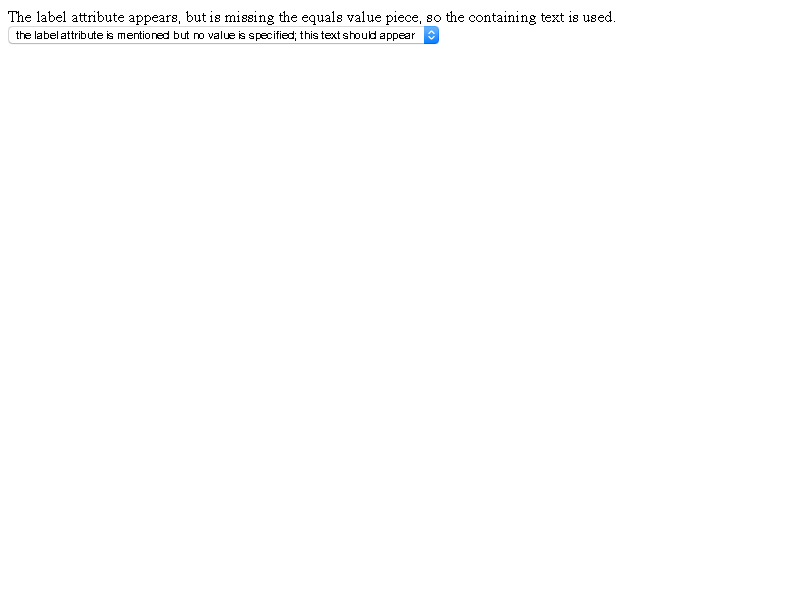 The label attribute appears, but is missing the equals value piece, so the containing text is used.
the label attribute is mentioned but no value is specified; this text should appear